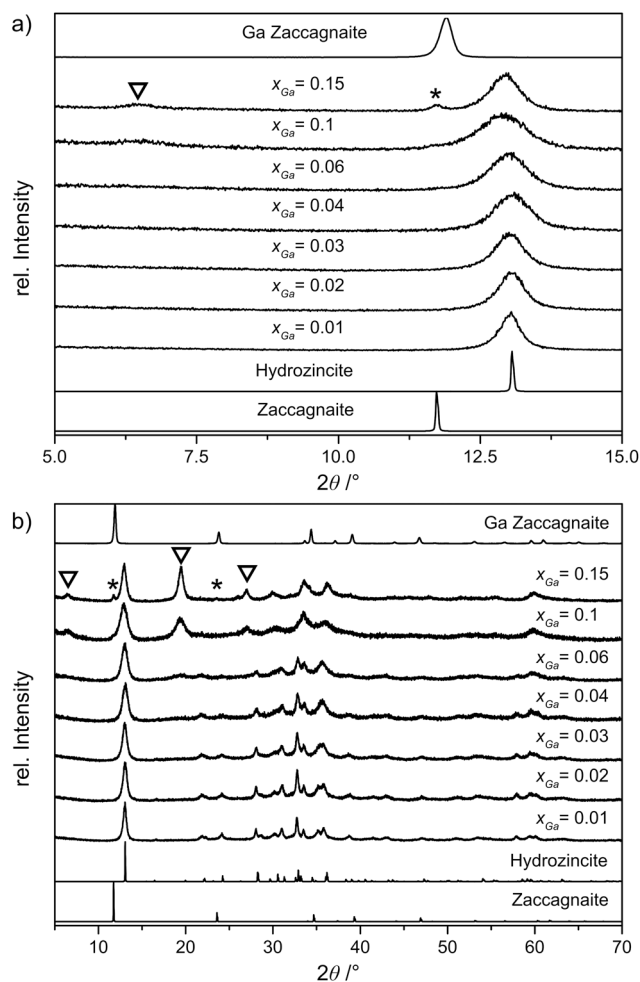 a)
Ga Zaccagnaite
x_Ga = 0.15
*
x_Ga = 0.1
x_Ga = 0.06
x_Ga = 0.04
x_Ga = 0.03
x_Ga = 0.02
x_Ga = 0.01
Hydrozincite
Zaccagnaite
rel. Intensity
5.0 7.5 10.0 12.5 15.0
2θ /°
b)
Ga Zaccagnaite
* * x_Ga = 0.15
x_Ga = 0.1
x_Ga = 0.06
x_Ga = 0.04
x_Ga = 0.03
x_Ga = 0.02
x_Ga = 0.01
Hydrozincite
Zaccagnaite
rel. Intensity
10 20 30 40 50 60 70
2θ /°